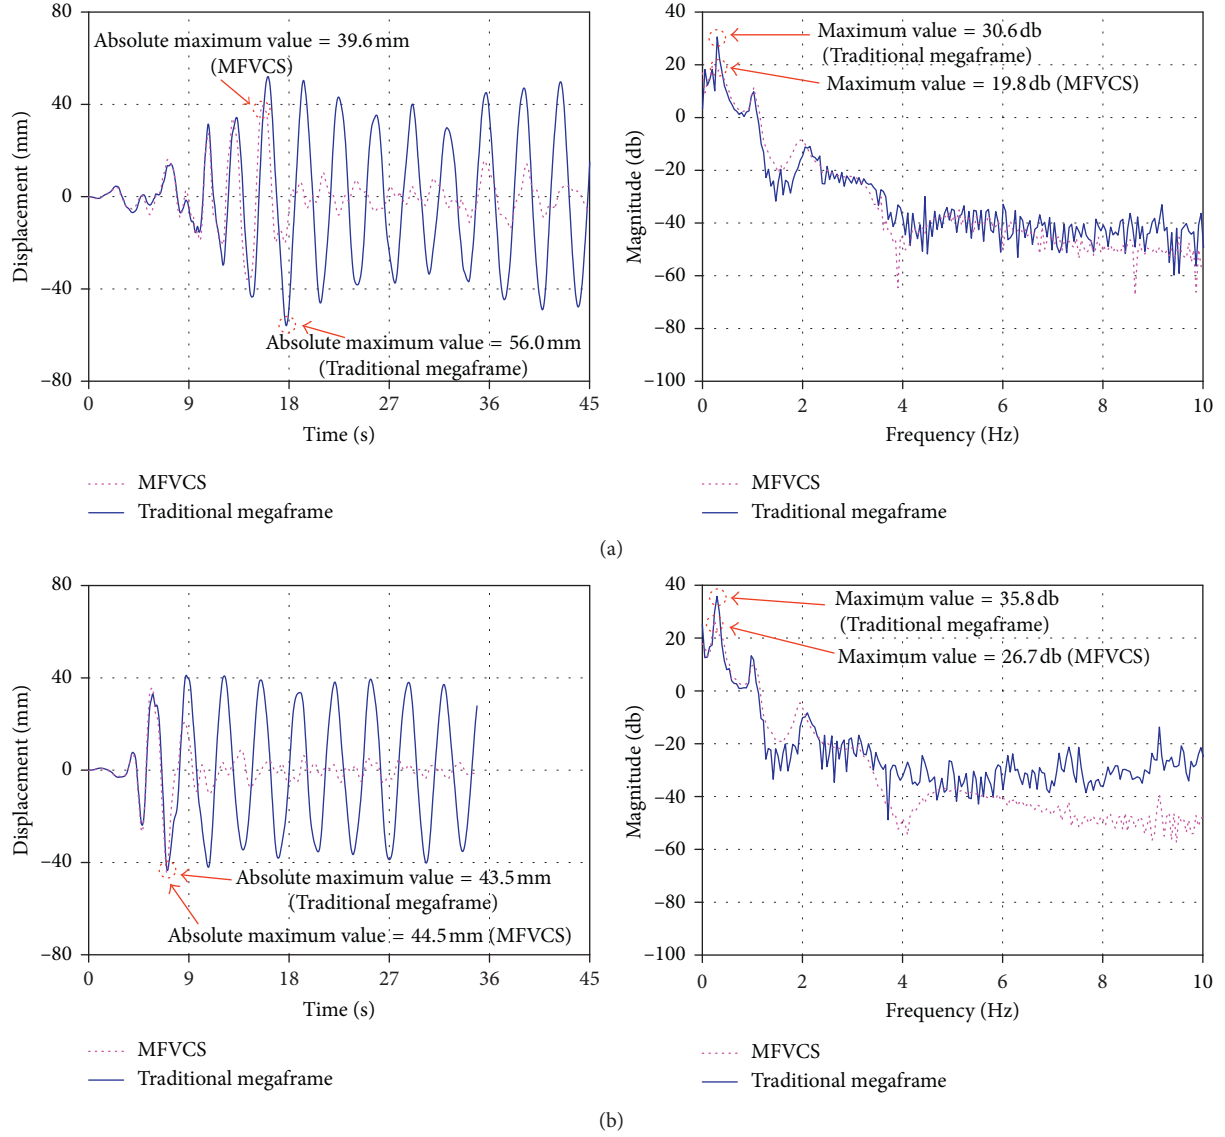 80
40
0
−40
−80
Displacement (mm)
Absolute maximum value = 39.6 mm
(MFVCS)
Absolute maximum value = 56.0 mm
(Traditional megaframe)
0 9 18 27 36 45
Time (s)
MFVCS
Traditional megaframe
40
20
0
−20
−40
−60
−80
−100
Magnitude (db)
Maximum value = 30.6 db
(Traditional megaframe)
Maximum value = 19.8 db (MFVCS)
0 2 4 6 8 10
Frequency (Hz)
MFVCS
Traditional megaframe
(a)
80
40
0
−40
−80
Displacement (mm)
Absolute maximum value = 43.5 mm
(Traditional megaframe)
Absolute maximum value = 44.5 mm (MFVCS)
0 9 18 27 36 45
Time (s)
MFVCS
Traditional megaframe
40
20
0
−20
−40
−60
−80
−100
Magnitude (db)
Maximum value = 35.8 db
(Traditional megaframe)
Maximum value = 26.7 db (MFVCS)
0 2 4 6 8 10
Frequency (Hz)
MFVCS
Traditional megaframe
(b)